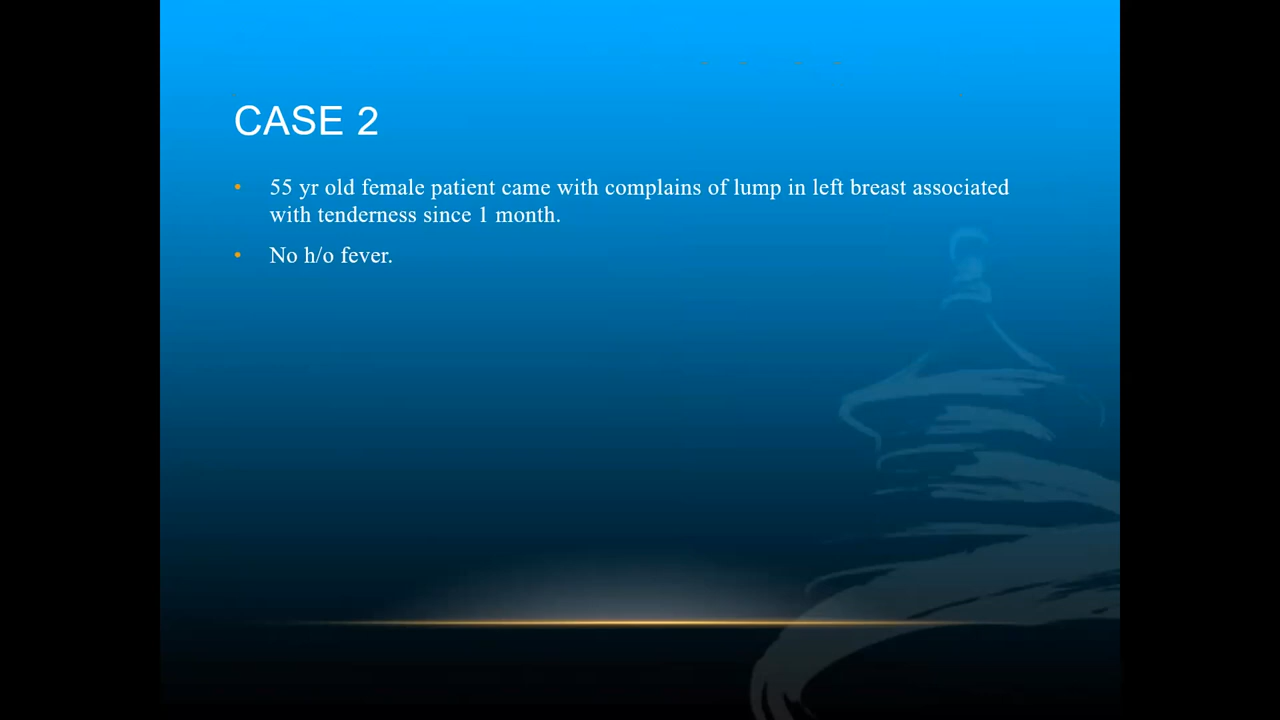 CASE 2
• 55 yr old female patient came with complains of lump in left breast associated
with tenderness since 1 month.
• No h/o fever.